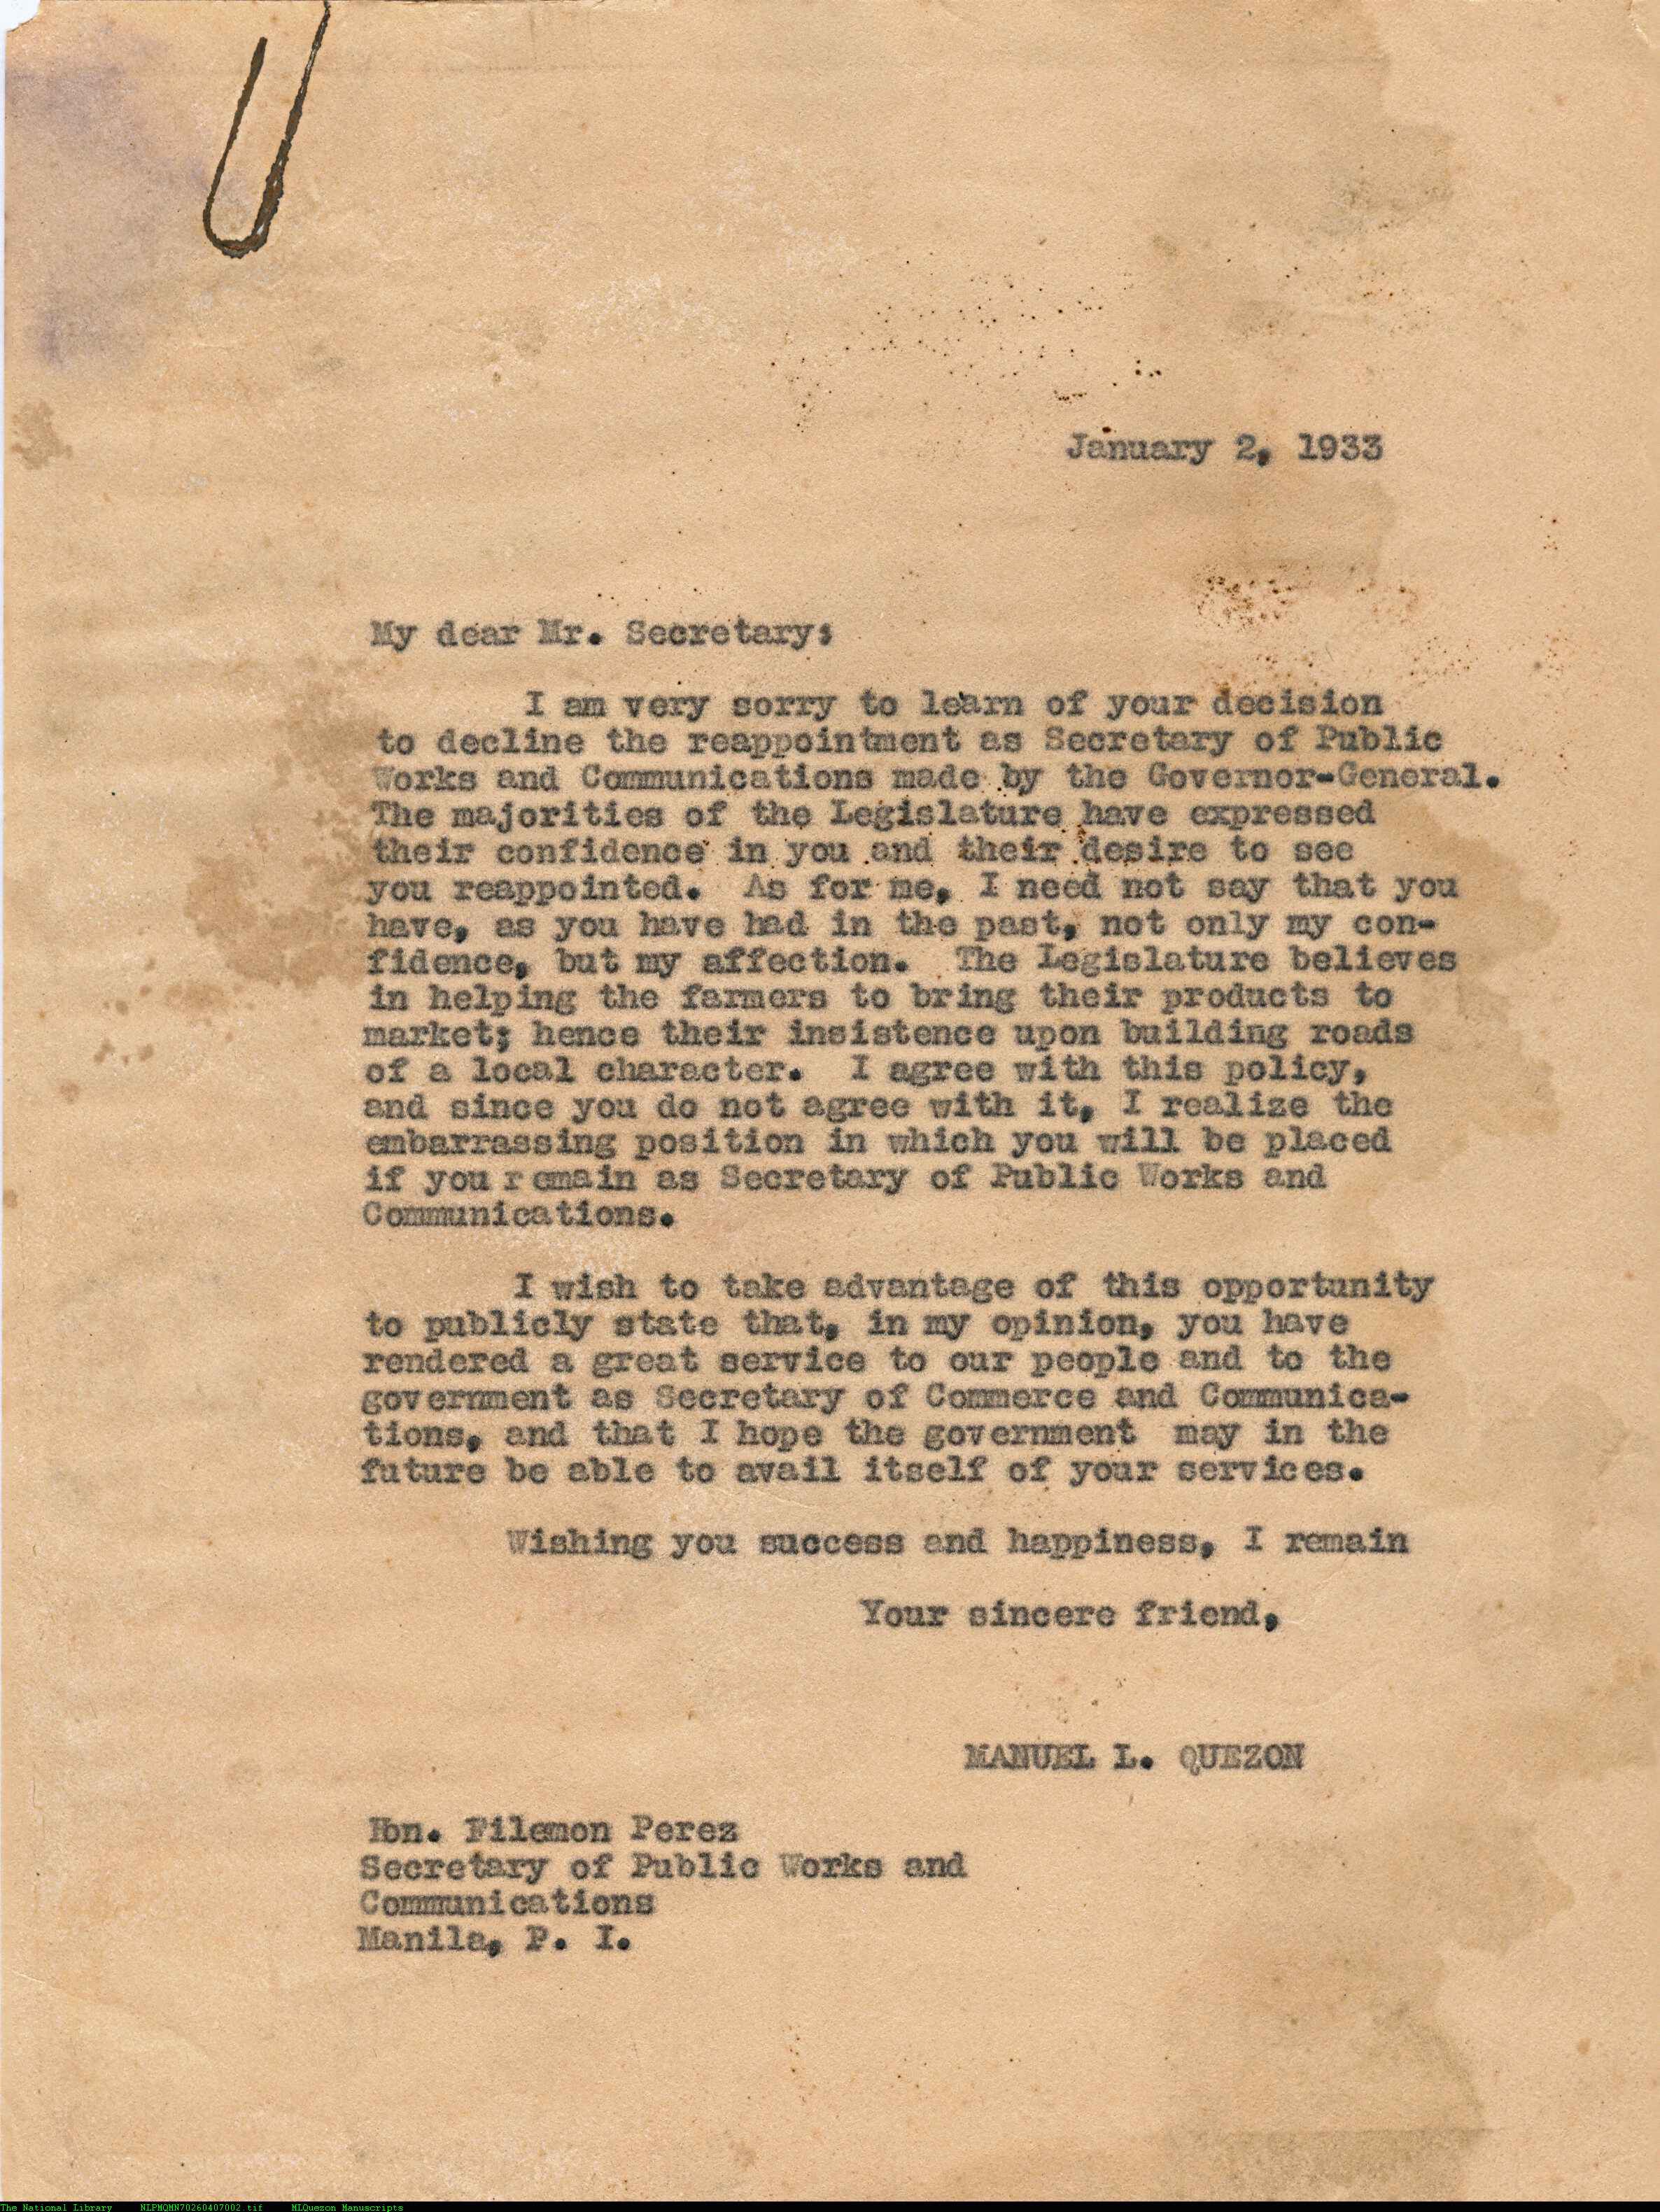 January 2, 1933
My dear Mr. Secretary:
I am very sorry to learn of your decision
to decline the reappointment as Secretary of Public
Works and Communications made by the Governor-General.
The majorities of the Legislature have expressed
their confidence in you and their desire to see
you reappointed. As for me, I need not say that you
have, as you have had in the past, not only my con-
fidence, but my affection. The Legislature believes
in helping the farmers to bring their products to
market; hence their insistence upon building roads
of a local character. I agree with this policy,
and since you do not agree with it, I realize the
embarrassing position in which you will be placed
if you remain as Secretary of Public Works and
Communications.
I wish to take advantage of this opportunity
to publicly state that, in my opinion, you have
rendered a great service to our people and to the
government as Secretary of Commerce and Communica-
tions, and that I hope the government may in the
future be able to avail itself of your services.
Wishing you success and happiness, I remain
Your sincere friend,
MANUEL L. QUEZON
Hon. Filemon Perez
Secretary of Public Works and
Communications
Manila, P. I.
The National Library NLPMQMN70260407002.tif MLQuezon Manuscripts